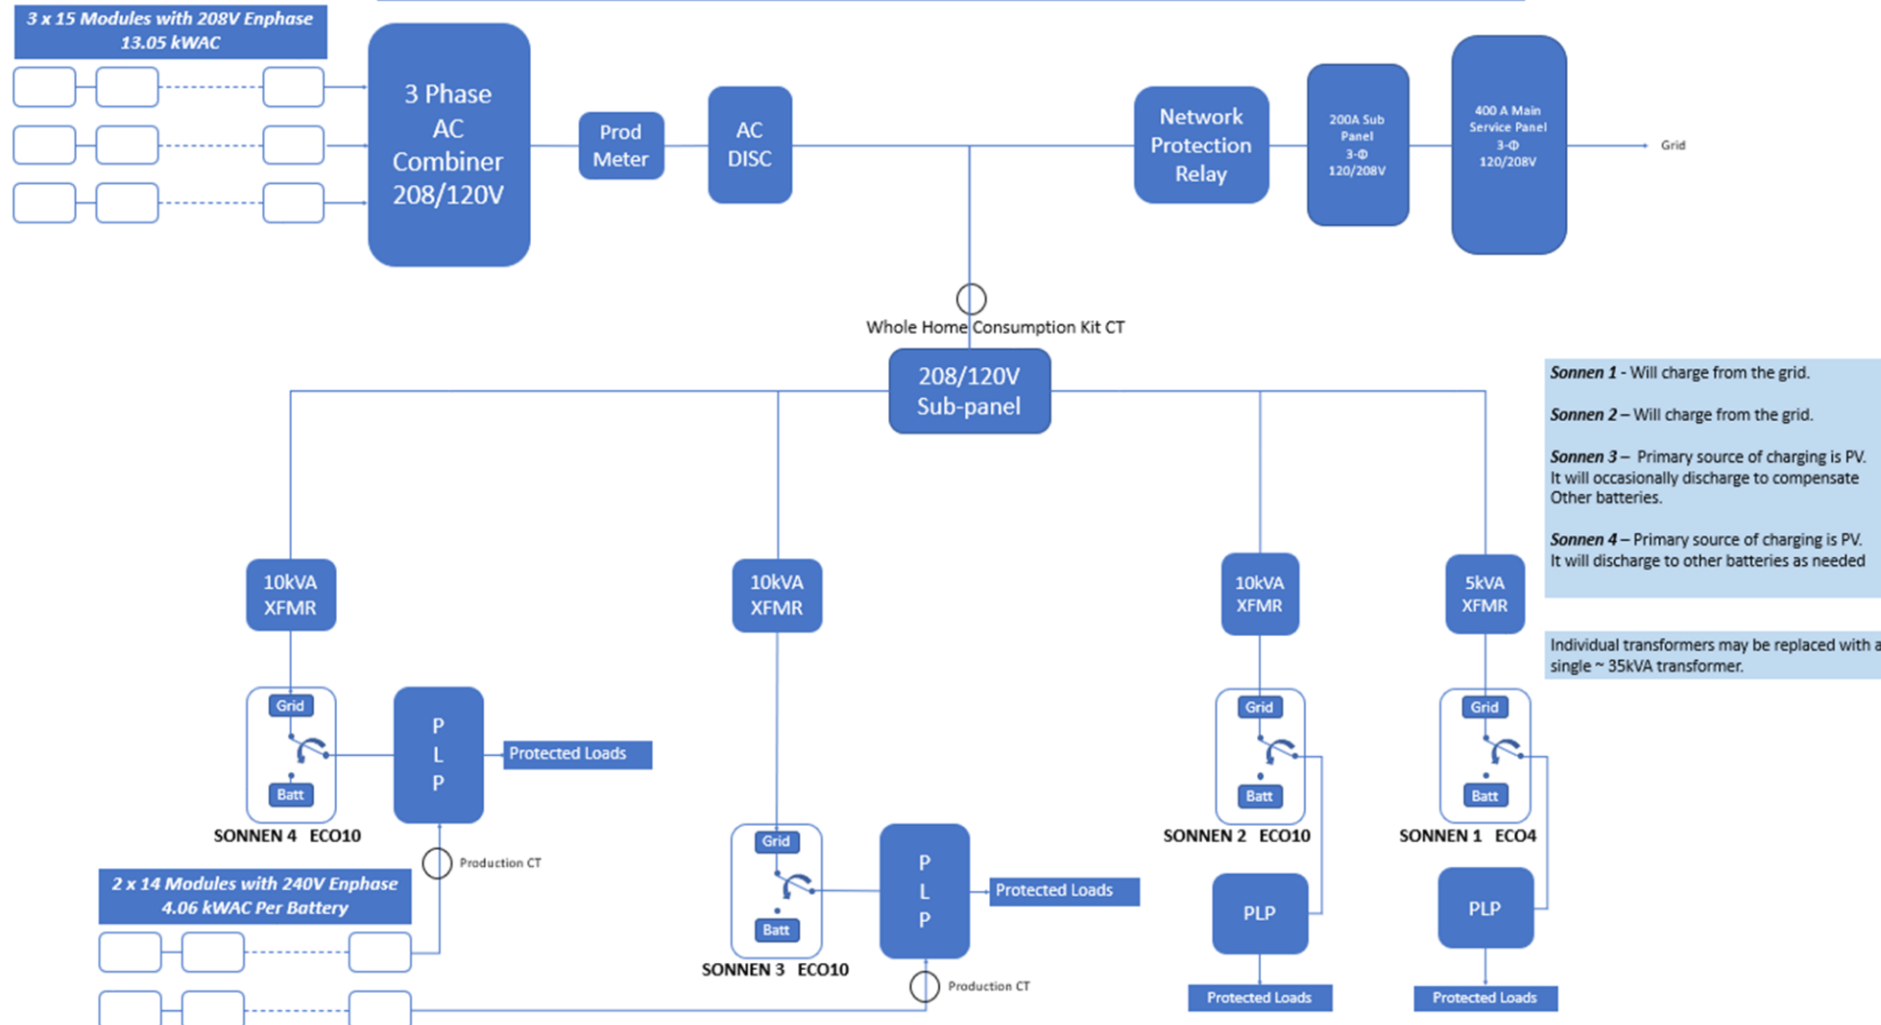 3 x 15 Modules with 208V Enphase
13.05 kWAC
3 Phase
AC
Combiner
208/120V
Prod
Meter
AC
DISC
Network
Protection
Relay
200A Sub
Panel
3-Φ
120/208V
400 A Main
Service Panel
3-Φ
120/208V
Grid
Whole Home Consumption Kit CT
208/120V
Sub-panel
Sonnen 1 - Will charge from the grid.
Sonnen 2 – Will charge from the grid.
Sonnen 3 – Primary source of charging is PV.
It will occasionally discharge to compensate
Other batteries.
Sonnen 4 – Primary source of charging is PV.
It will discharge to other batteries as needed
Individual transformers may be replaced with a
single ~ 35kVA transformer.
10kVA
XFMR
10kVA
XFMR
10kVA
XFMR
5kVA
XFMR
Grid
Batt
SONNEN 4 ECO10
P
L
P
Protected Loads
Production CT
2 x 14 Modules with 240V Enphase
4.06 kWAC Per Battery
Grid
Batt
SONNEN 3 ECO10
P
L
P
Protected Loads
Production CT
Grid
Batt
SONNEN 2 ECO10
PLP
Protected Loads
Grid
Batt
SONNEN 1 ECO4
PLP
Protected Loads